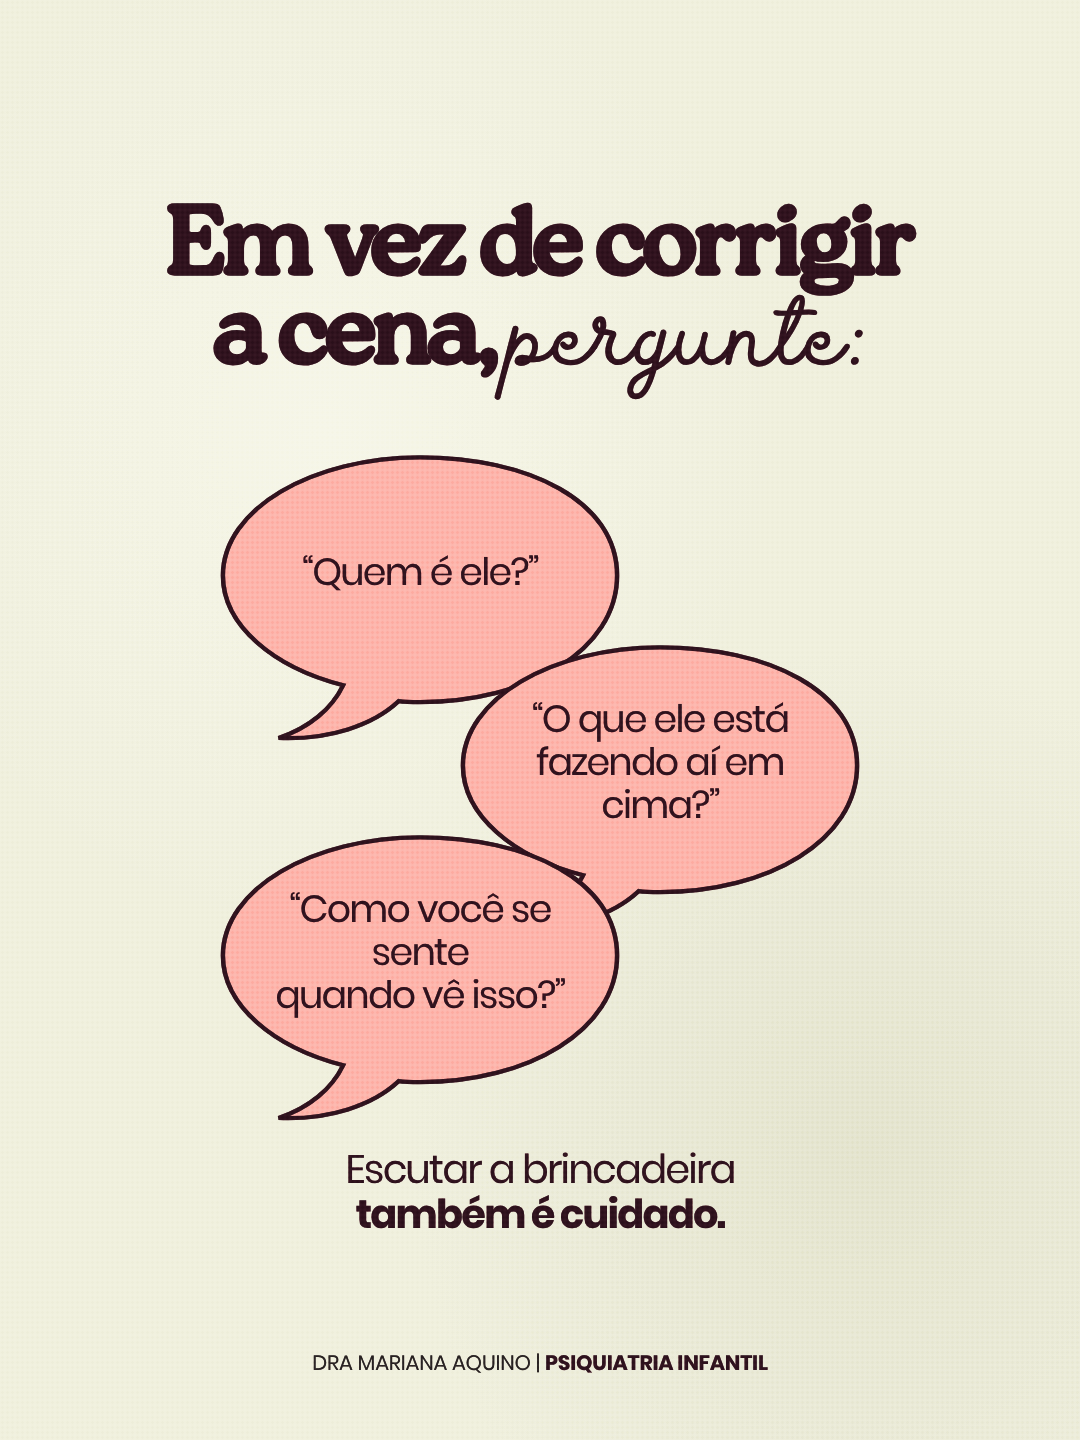 Em vez de corrigir
a cena, pergunte:
“Quem é ele?”
“O que ele está
fazendo aí em
cima?”
“Como você se
sente
quando vê isso?”
Escutar a brincadeira
também é cuidado.
DRA MARIANA AQUINO | PSIQUIATRIA INFANTIL